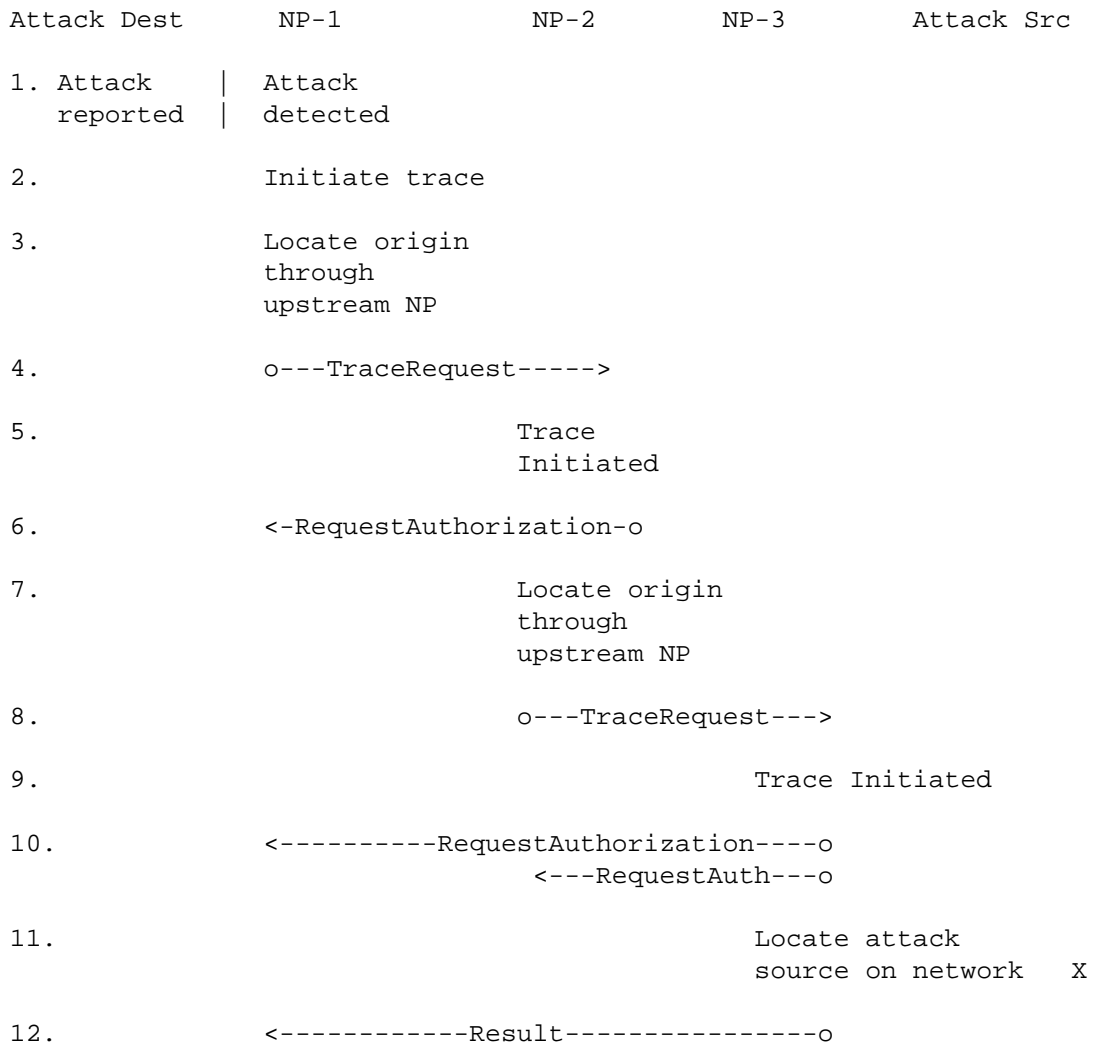 Attack Dest      NP-1            NP-2        NP-3        Attack Src
1. Attack    |  Attack
   reported  |  detected
2.              Initiate trace
3.              Locate origin
                through
                upstream NP
4.              o---TraceRequest----->
5.                              Trace
                                Initiated
6.              <-RequestAuthorization-o
7.                              Locate origin
                                through
                                upstream NP
8.                              o---TraceRequest--->
9.                                             Trace Initiated
10.             <----------RequestAuthorization----o
                                 <---RequestAuth---o
11.                                            Locate attack
                                               source on network   X
12.             <------------Result----------------o